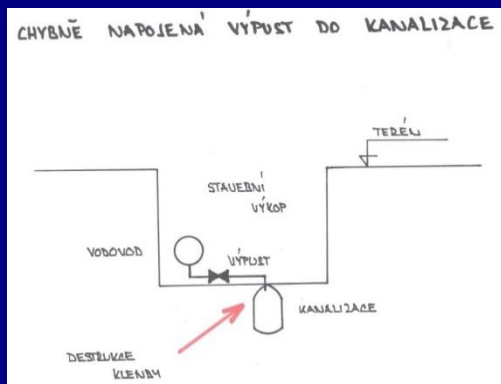 CHYBNĚ NAPOJENÁ VÝPUST DO KANALIZACE
TERÉN
STAVEBNÍ
VÝKOP
VODOVOD
VÝPUST
KANALIZACE
DESTRUKCE
KLENBY